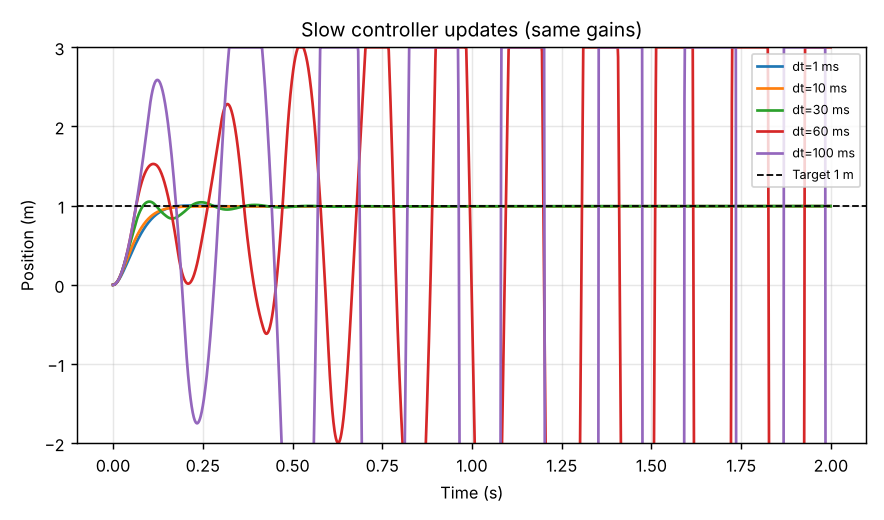 Slow controller updates (same gains)
3
2
1
0
−1
−2
Position (m)
0.00 0.25 0.50 0.75 1.00 1.25 1.50 1.75 2.00
Time (s)
dt=1 ms
dt=10 ms
dt=30 ms
dt=60 ms
dt=100 ms
Target 1 m